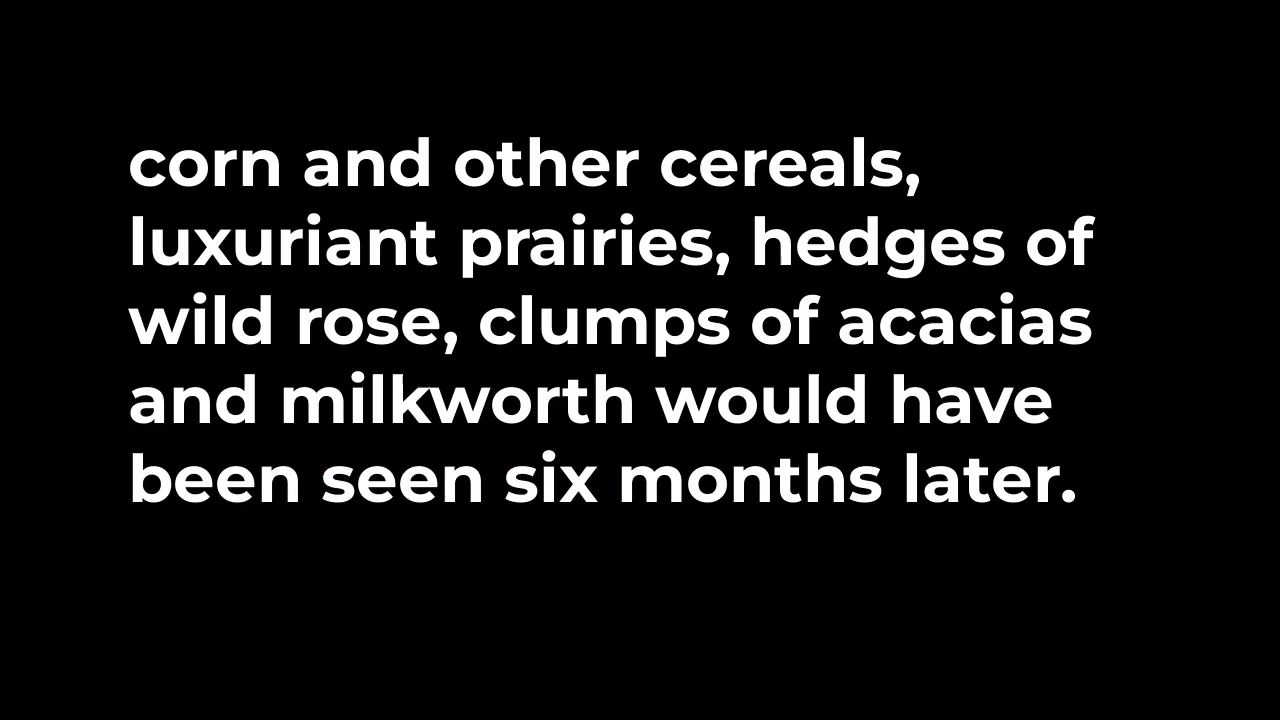 corn and other cereals,
luxuriant prairies, hedges of
wild rose, clumps of acacias
and milkworth would have
been seen six months later.